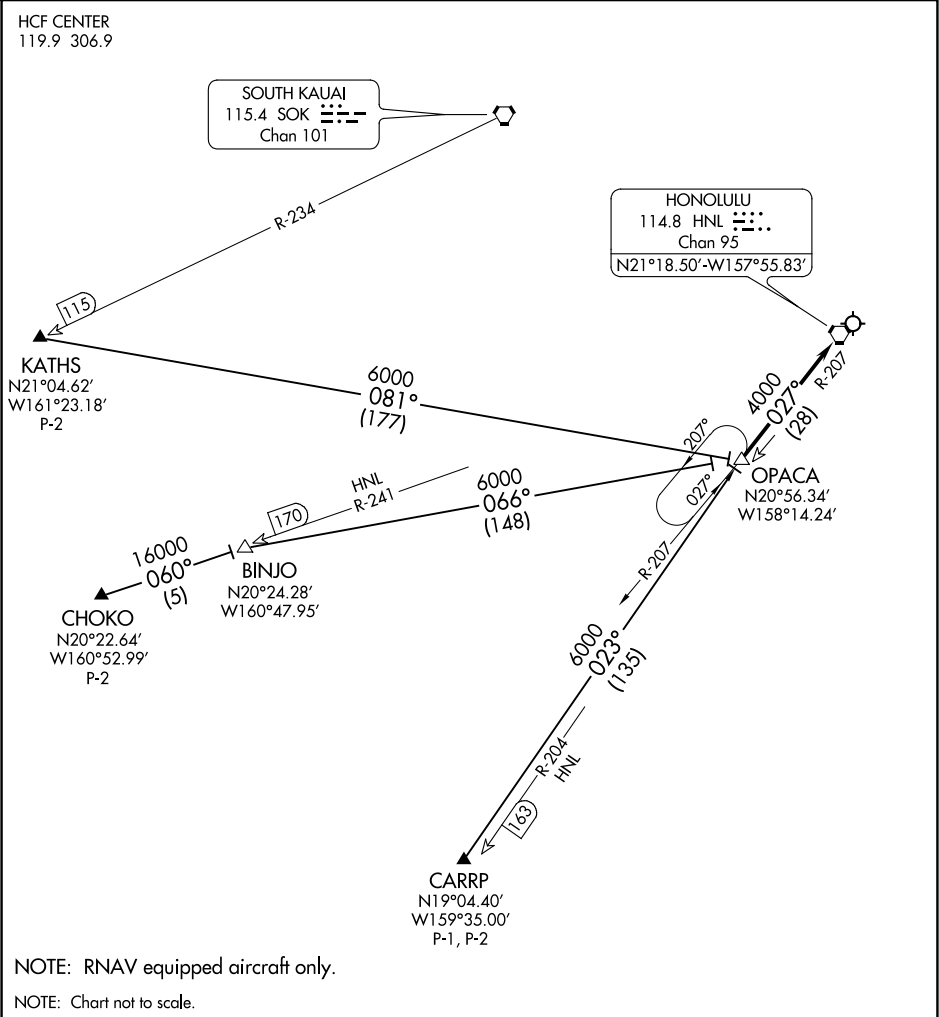 HCF CENTER
119.9 306.9
SOUTH KAUAI
115.4 SOK
Chan 101
R-234
HONOLULU
114.8 HNL
Chan 95
N21°18.50'-W157°55.83'
115
KATHS
N21°04.62'
W161°23.18'
P-2
6000
081°
(177)
R-207
4000
027°
(28)
207°
027°
OPACA
N20°56.34'
W158°14.24'
HNL
R-241
170
6000
066°
(148)
16000
060°
(5)
BINJO
N20°24.28'
W160°47.95'
CHOKO
N20°22.64'
W160°52.99'
P-2
R-207
6000
023°
(135)
R-204
HNL
163
CARRP
N19°04.40'
W159°35.00'
P-1, P-2
NOTE: RNAV equipped aircraft only.
NOTE: Chart not to scale.